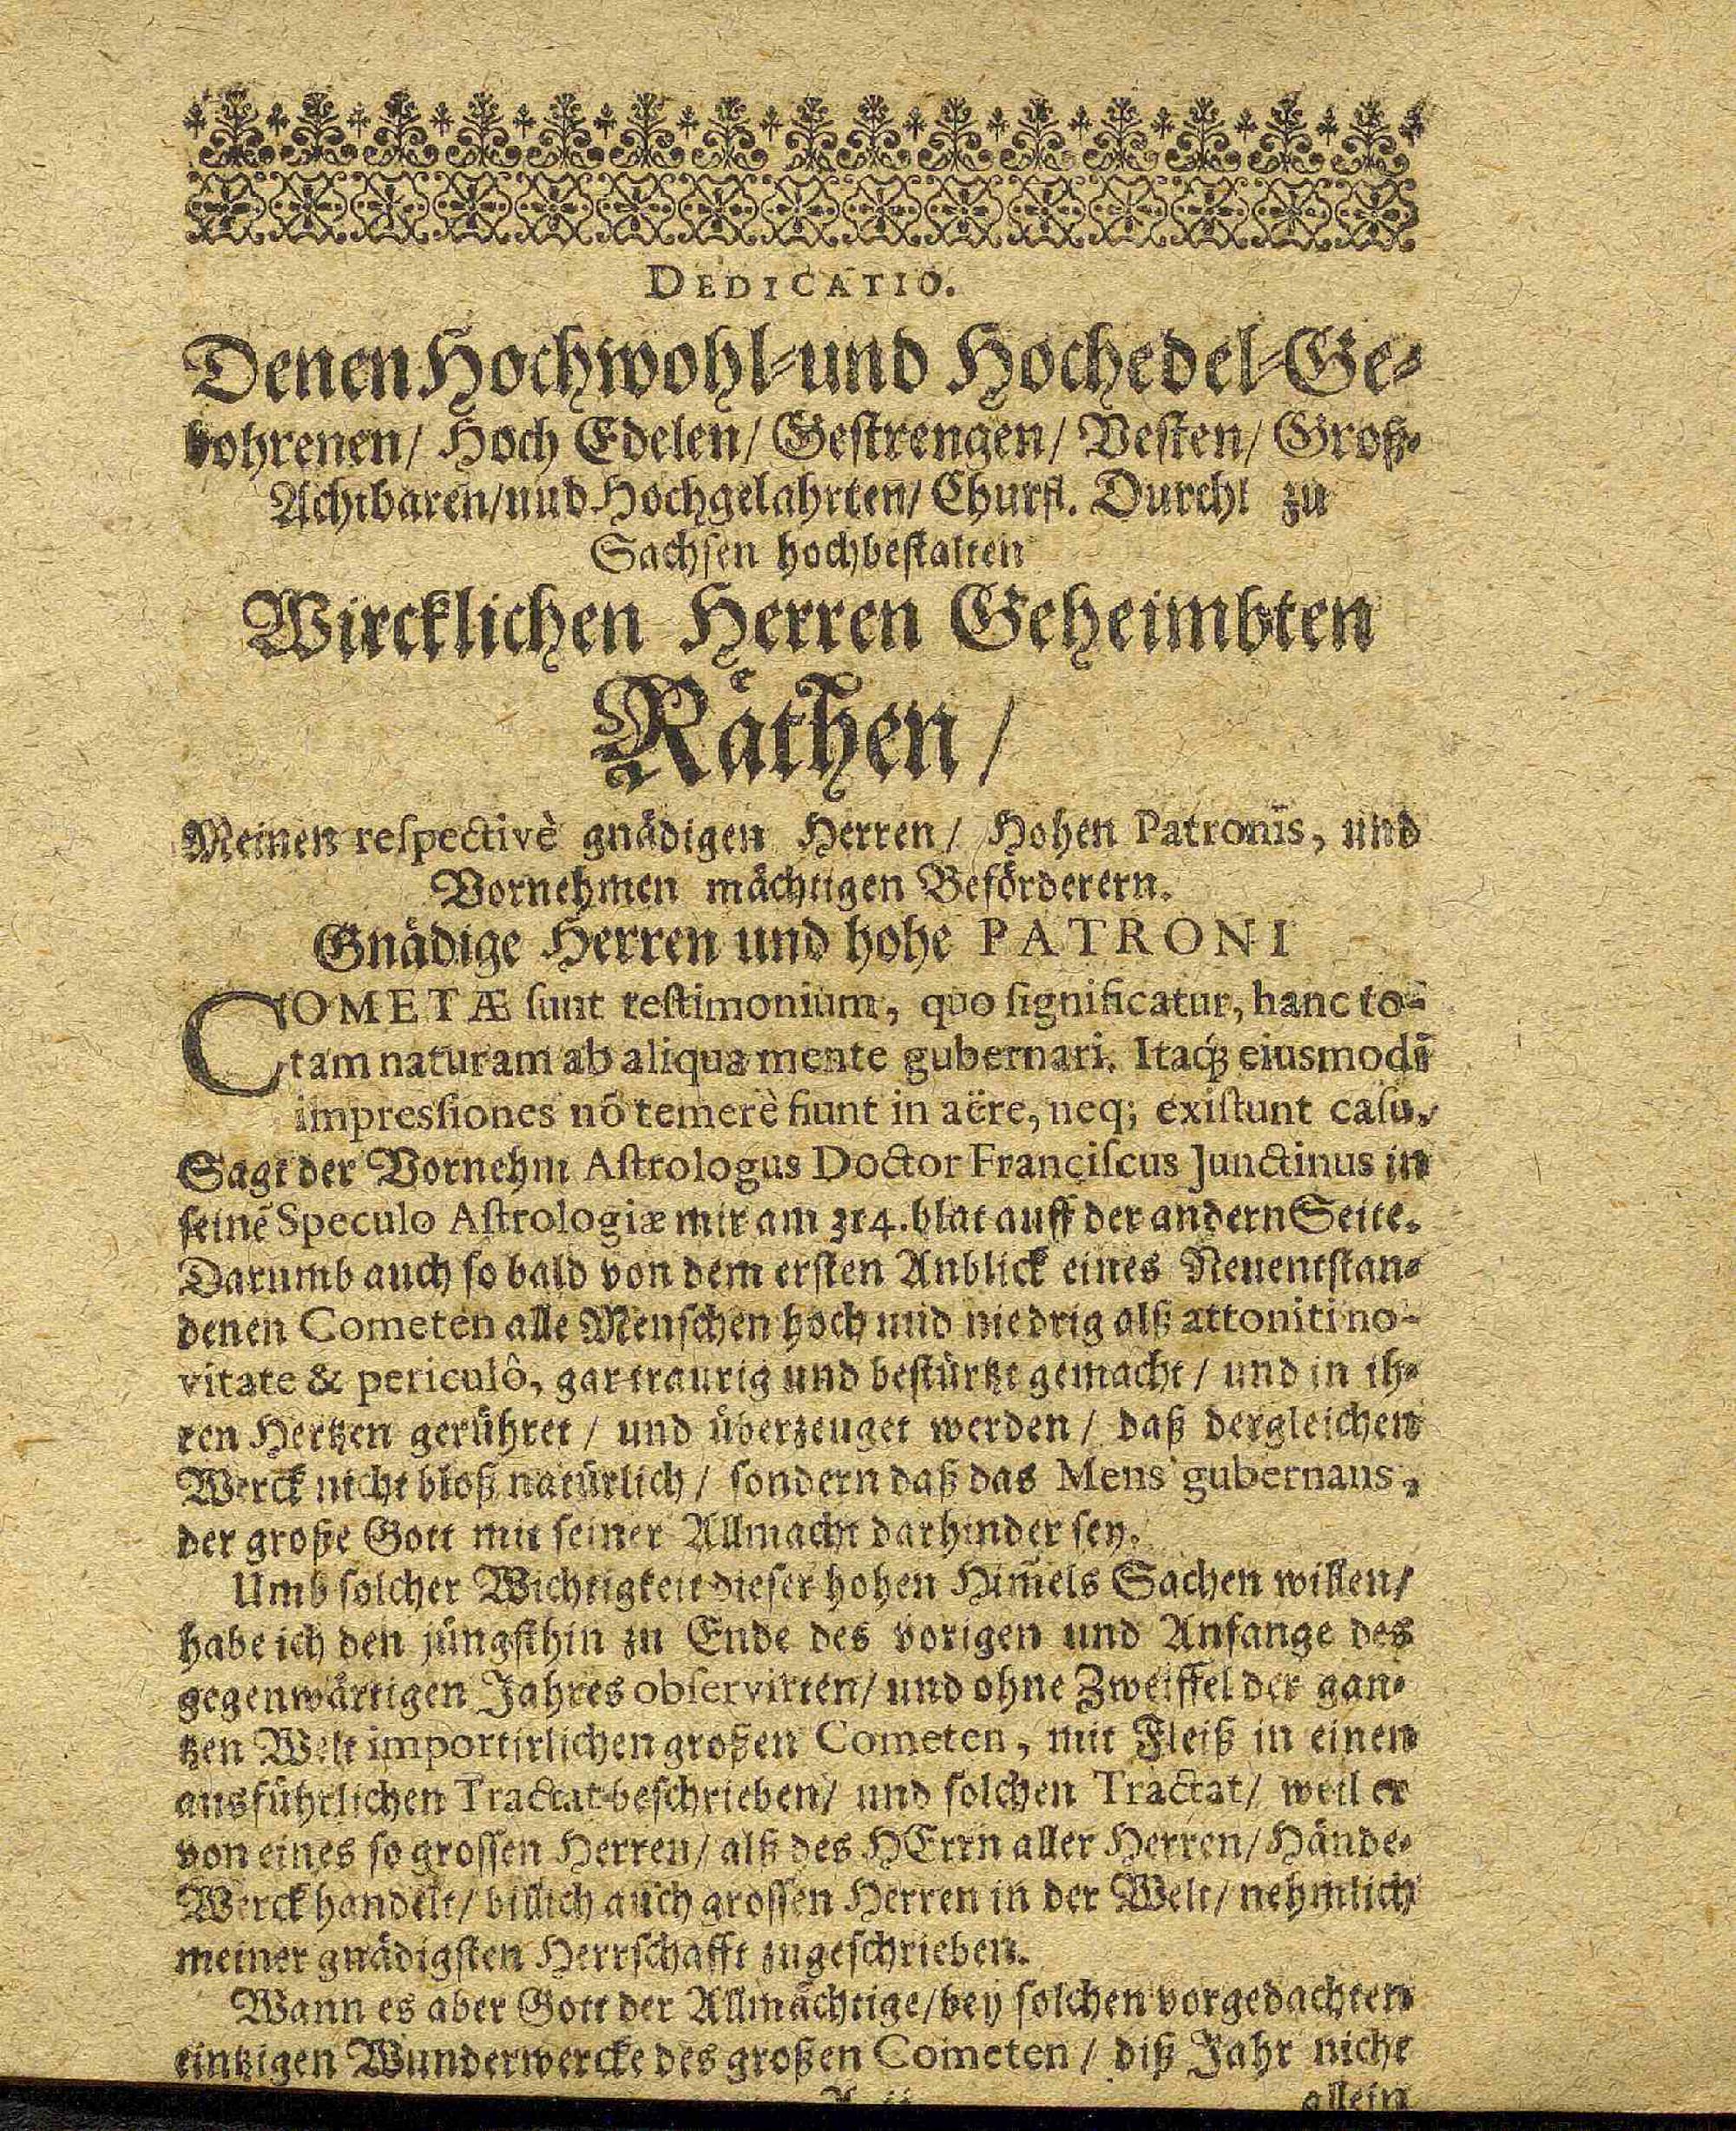 DEDICATIO.
Denen Hochwohl-und Hochedel-Ge-
bohrenen/ Hoch Edelen/ Gestrengen/ Vesten/ Groß-
Achtbaren/uud Hochgelahrten/ Churfl. Durchl zu
Sachsen hochbestalten
Wircklichen Herren Geheimbten
Räthen/
Meinen respectivè gnädigen Herren/ Hohen Patronis, und
Vornehmen mächtigen Beförderern.
Gnädige Herren und hohe PATRONI
COMETÆ sunt testimonium, quo significatur, hanc to-
tam naturam ab aliqua mente gubernari. Itaq; eiusmodi
impressiones nō temerè fiunt in aëre, neq; existunt casu,
Sagt der Vornehm Astrologus Doctor Franciscus Junctinus in
seinē Speculo Astrologiæ mir am 314. blat auff der andern Seite.
Darumb auch so bald von dem ersten Anblick eines Neuentstan-
denen Cometen alle Menschen hoch und niedrig alß attoniti no-
vitate & periculô, gar traurig und bestürtzt gemacht/ und in ih-
ren Hertzen gerühret/ und überzeuget werden/ daß dergleichen
Werck nicht bloß natürlich/ sondern daß das Mens gubernans,
der große Gott mit seiner Allmacht darhinder sey.
Umb solcher Wichtigkeit dieser hohen Him̄els Sachen willen/
habe ich den jüngsthin zu Ende des vorigen und Anfange des
gegenwärtigen Jahres observirten/ und ohne Zweiffel der gan-
tzen Welt importirlichen großen Cometen, mit Fleiß in einen
ausführlichen Tractat beschrieben/ und solchen Tractat/ weil er
von eines so grossen Herren/ alß des HErrn aller Herren/ Hände-
Werck handelt/ billich auch grossen Herren in der Welt/ nehmlich
meiner gnädigsten Herrschafft zugeschrieben.
Wann es aber Gott der Allmächtige/bey solchen vorgedachten
eintzigen Wunderwercke des großen Cometen/ diß Jahr nicht
allein